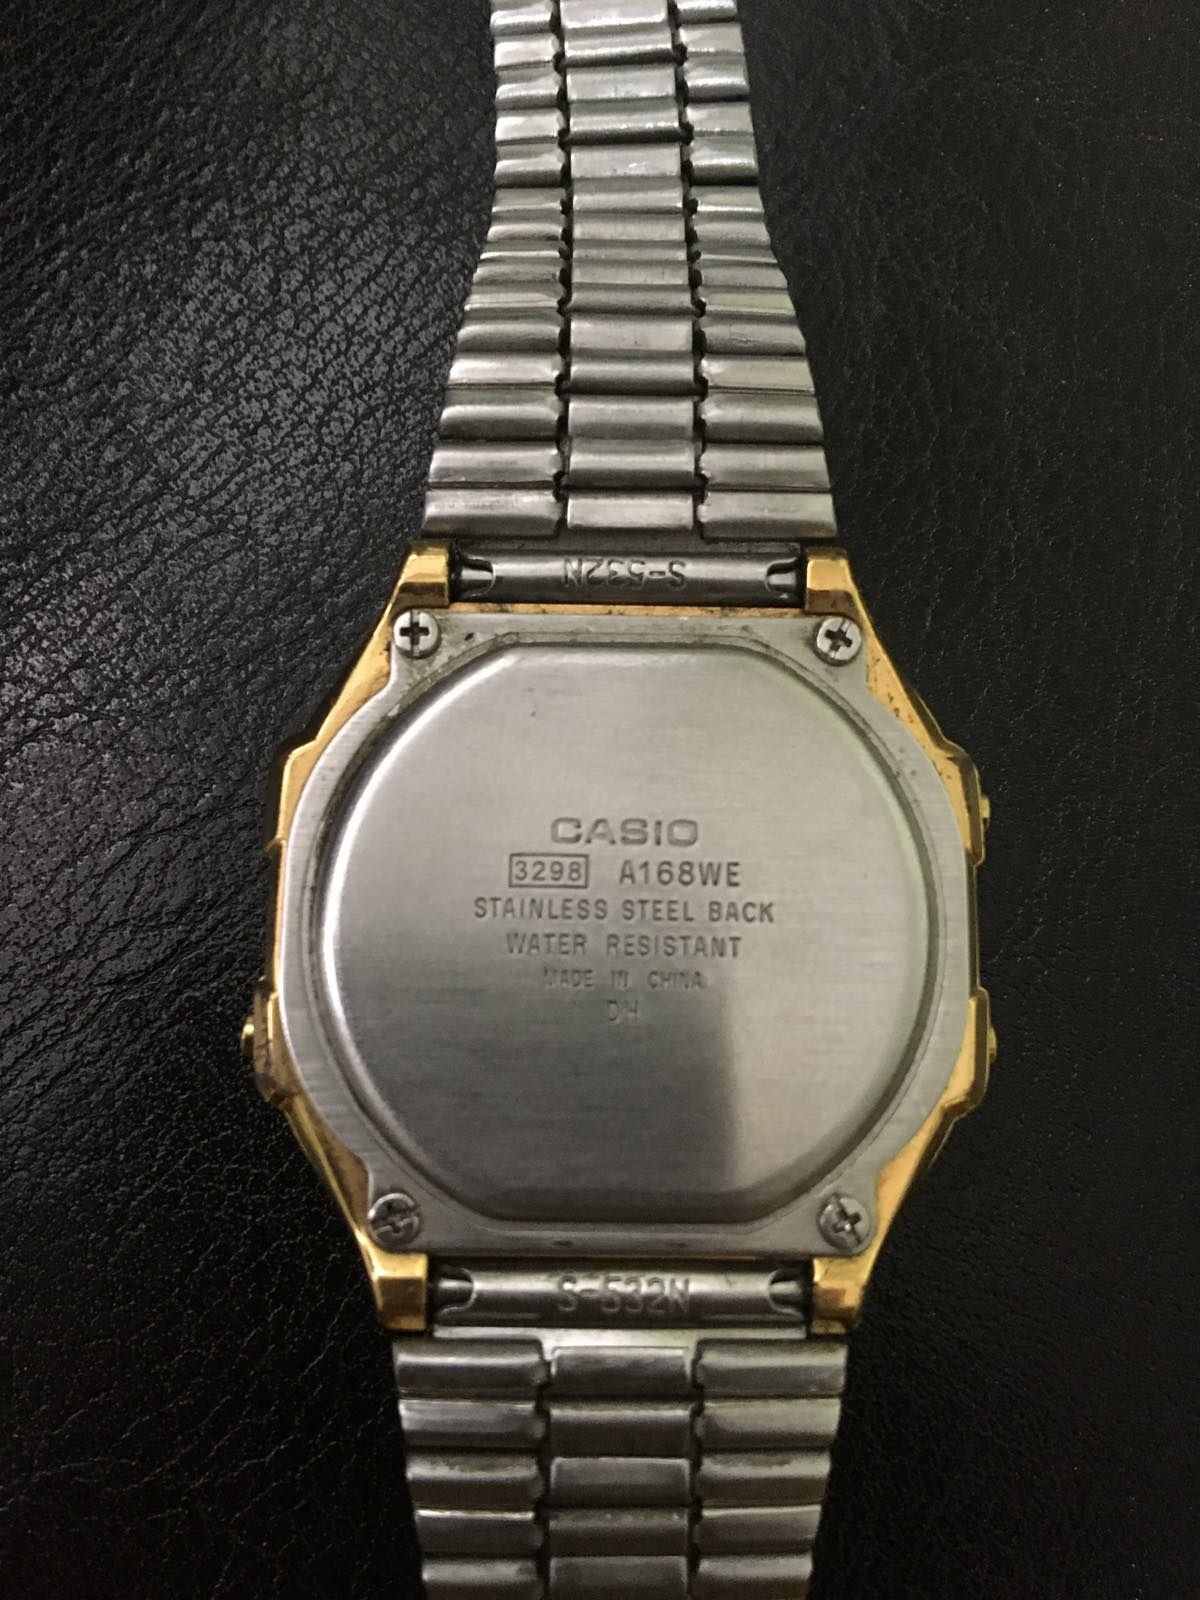 S-532N
CASIO
3298 A168WE
STAINLESS STEEL BACK
WATER RESISTANT
MADE IN CHINA
DH
S-532N